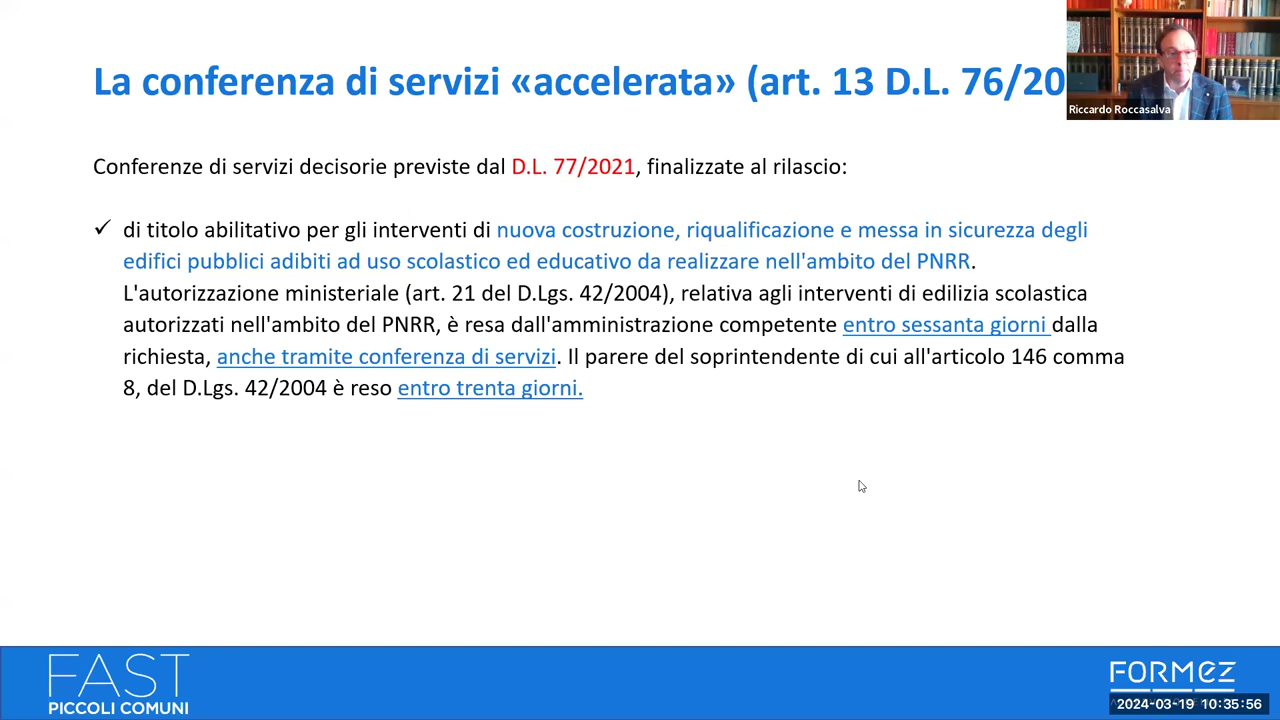 La conferenza di servizi «accelerata» (art. 13 D.L. 76/20
Riccardo Roccasalva
Conferenze di servizi decisorie previste dal D.L. 77/2021, finalizzate al rilascio:
✓ di titolo abilitativo per gli interventi di nuova costruzione, riqualificazione e messa in sicurezza degli
edifici pubblici adibiti ad uso scolastico ed educativo da realizzare nell'ambito del PNRR.
L'autorizzazione ministeriale (art. 21 del D.Lgs. 42/2004), relativa agli interventi di edilizia scolastica
autorizzati nell'ambito del PNRR, è resa dall'amministrazione competente entro sessanta giorni dalla
richiesta, anche tramite conferenza di servizi. Il parere del soprintendente di cui all'articolo 146 comma
8, del D.Lgs. 42/2004 è reso entro trenta giorni.
FAST
PICCOLI COMUNI
FORMEZ
2024-03-19 10:35:56